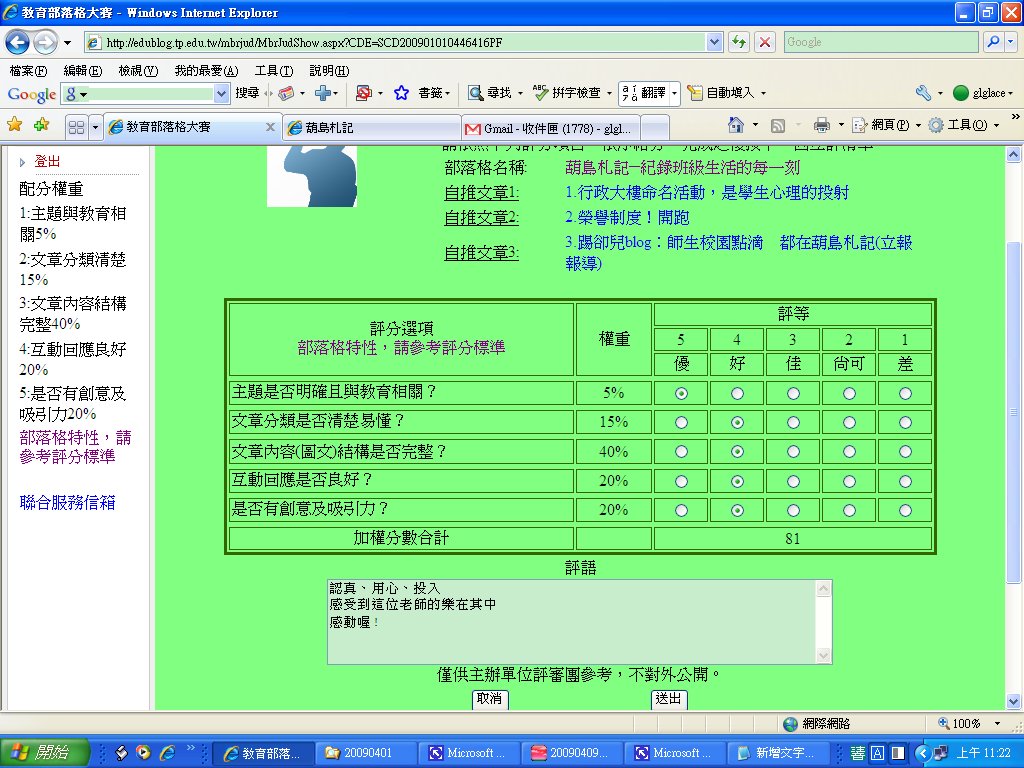 教育部落格大賽 - Windows Internet Explorer
http://edublog.tp.edu.tw/mbrjud/MbrJudShow.aspx?CDE=SCD200901010446416PF
Google
檔案(F) 編輯(E) 檢視(V) 我的最愛(A) 工具(T) 說明(H)
Google 搜尋 書籤 尋找 拼字檢查 翻譯 自動填入 glglace
教育部落格大賽 葫島札記 Gmail - 收件匣 (1778) - glgl... 網頁(P) 工具(O)
登出
配分權重
1:主題與教育相
關5%
2:文章分類清楚
15%
3:文章內容結構
完整40%
4:互動回應良好
20%
5:是否有創意及
吸引力20%
部落格特性，請
參考評分標準
聯合服務信箱
部落格名稱: 葫島札記─紀錄班級生活的每一刻
自推文章1: 1.行政大樓命名活動，是學生心理的投射
自推文章2: 2.榮譽制度！開跑
自推文章3: 3.踢卻兒blog：師生校園點滴 都在葫島札記(立報
報導)
評分選項
部落格特性，請參考評分標準
權重
評等
5 4 3 2 1
優 好 佳 尚可 差
主題是否明確且與教育相關？ 5%
文章分類是否清楚易懂？ 15%
文章內容(圖文)結構是否完整？ 40%
互動回應是否良好？ 20%
是否有創意及吸引力？ 20%
加權分數合計 81
評語
認真、用心、投入
感受到這位老師的樂在其中
感動喔！
僅供主辦單位評審團參考，不對外公開。
取消 送出
網際網路 100%
開始 教育部落... 20090401 Microsoft ... 20090409... Microsoft ... 新增文字... 上午 11:22